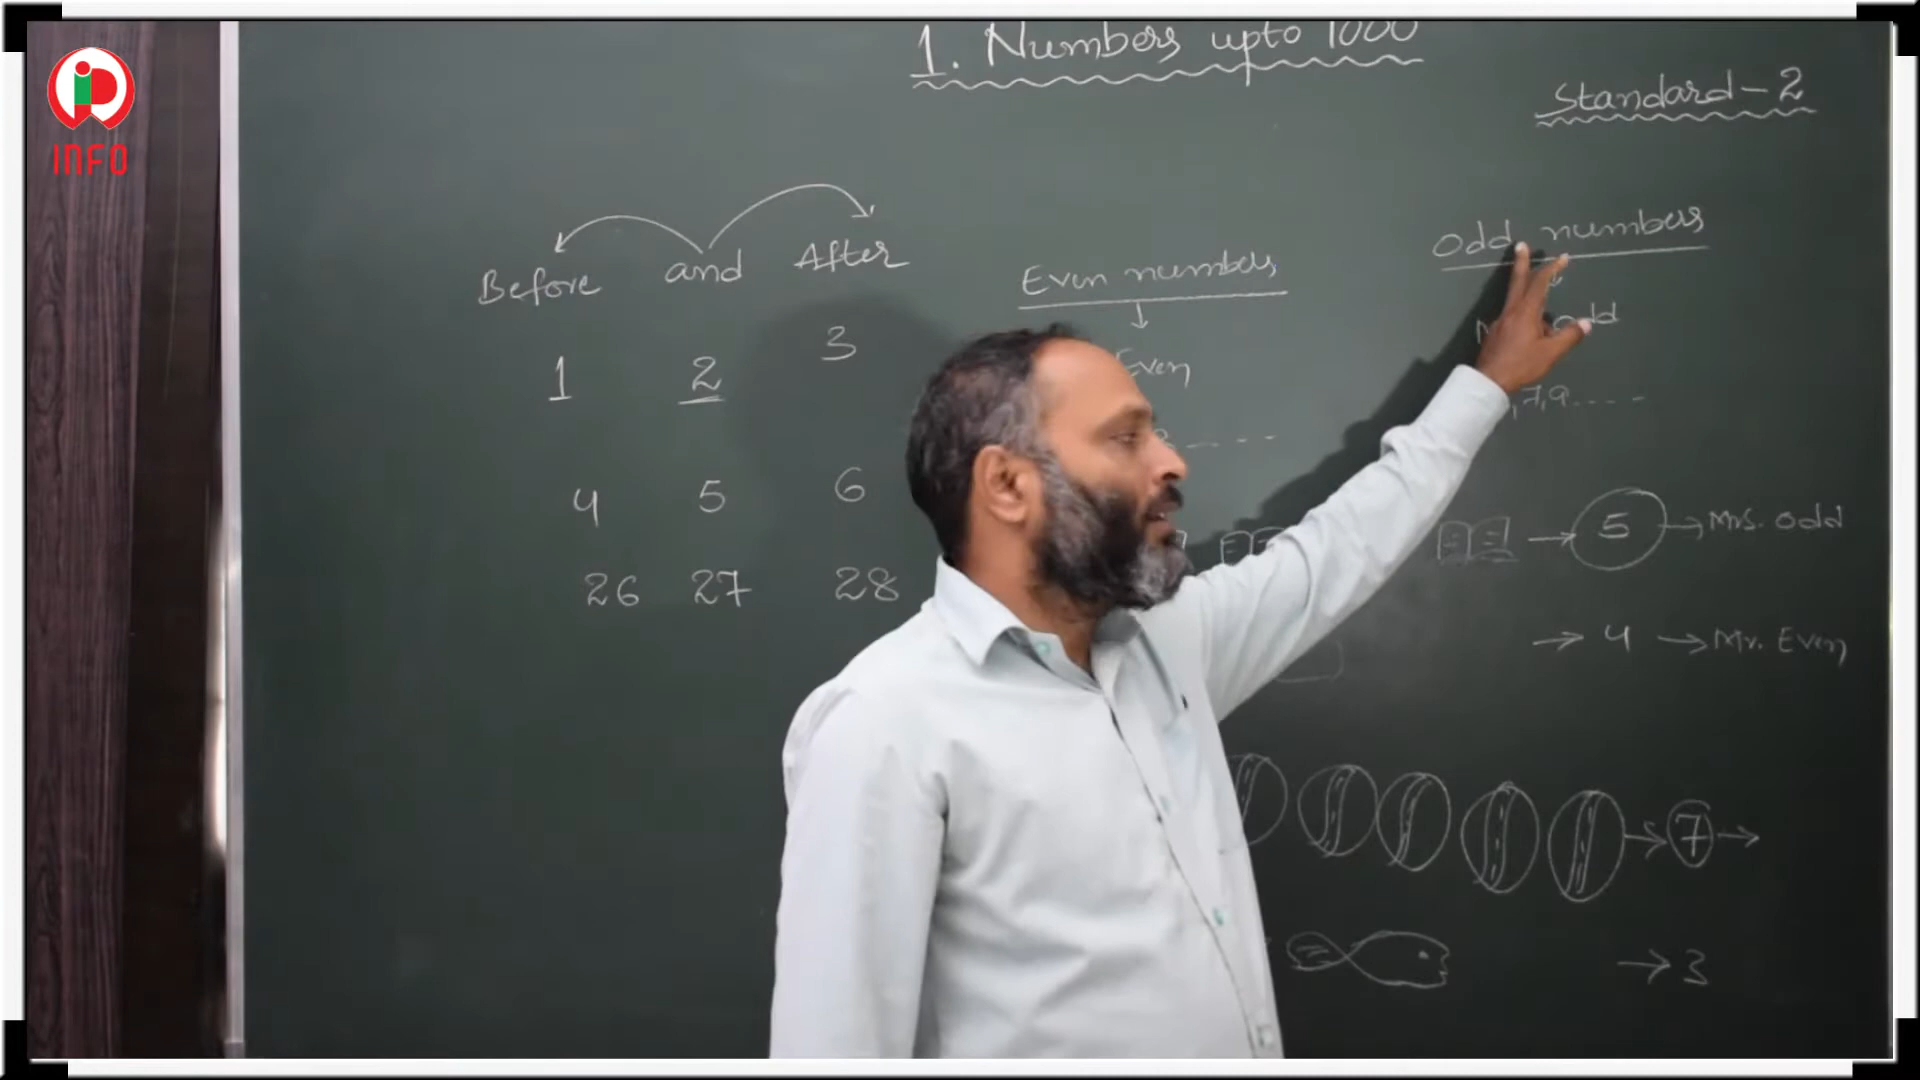 INFO
1. Numbers upto 1000
Standard-2
Before and After
Even numbers
Odd numbers
Even
odd
1 2 3
,7,9.....
4 5 6
5 → Mrs. odd
26 27 28
→ 4 → Mr. Even
→ 7 →
→ 3